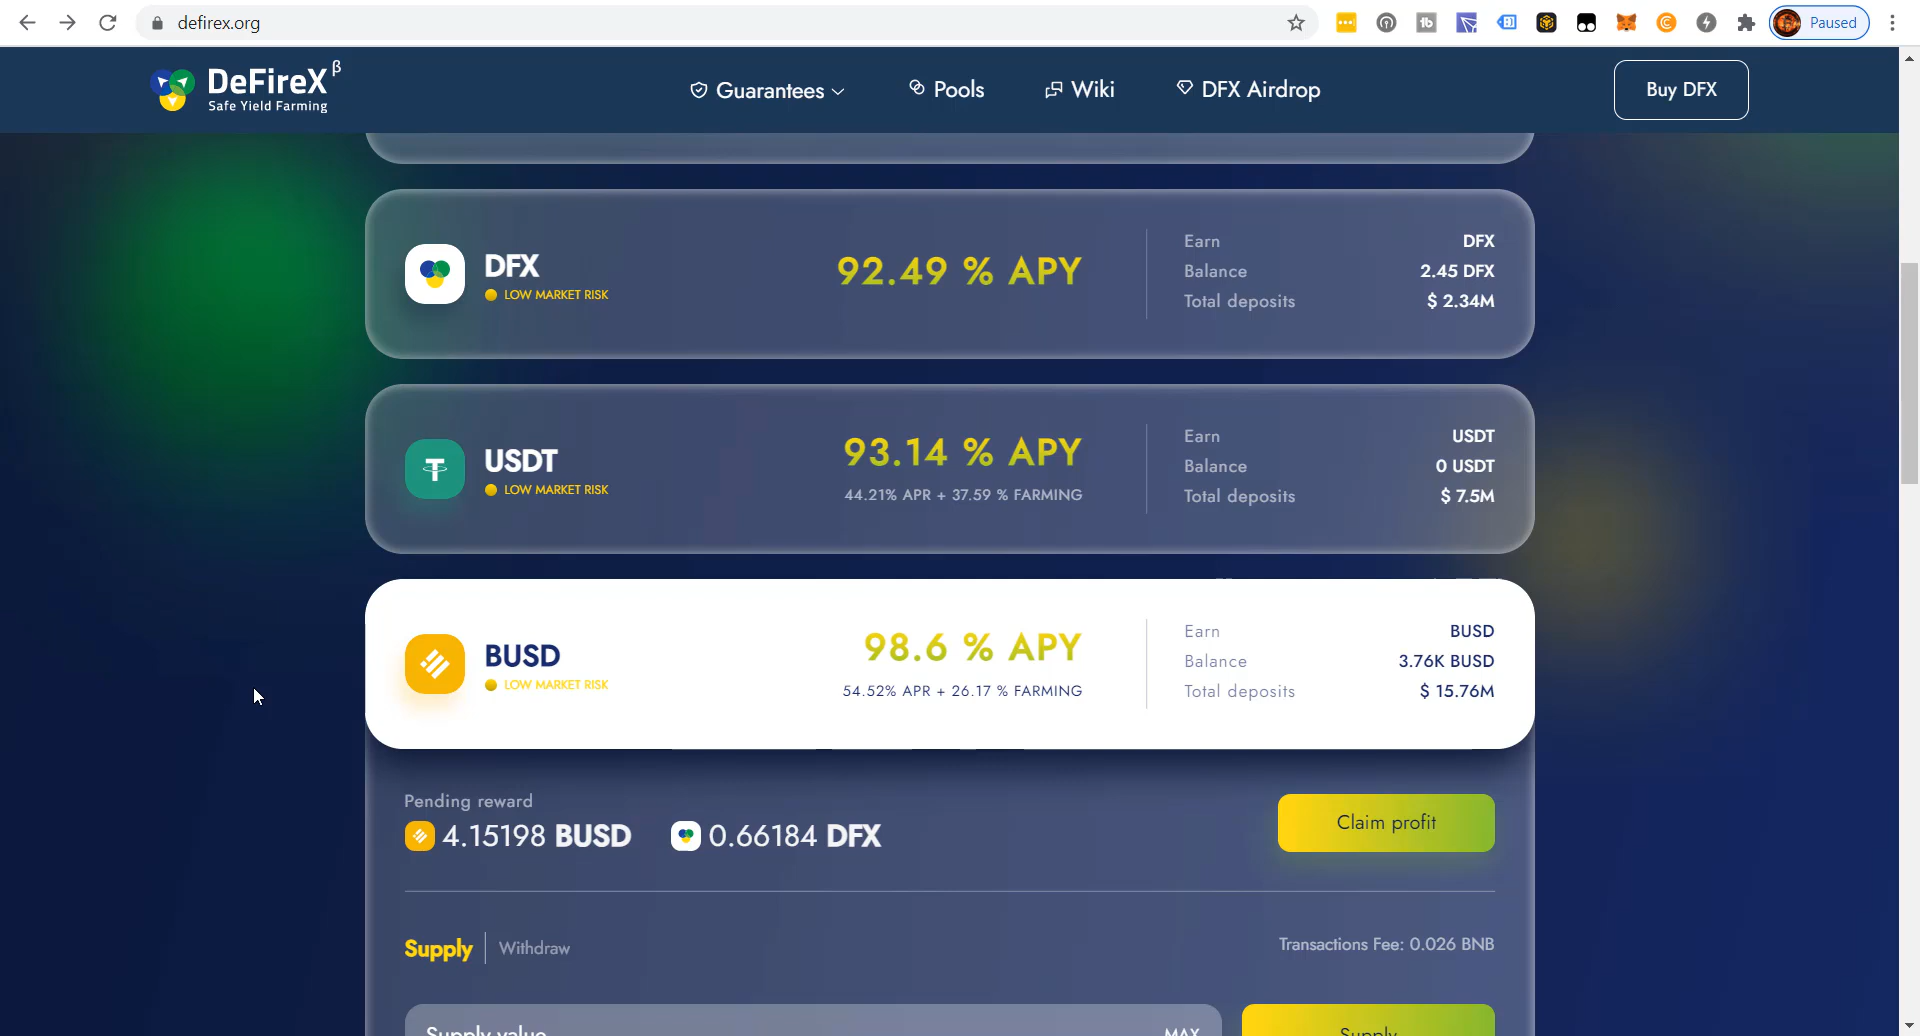 defirex.org
Paused
DeFireX β
Safe Yield Farming
Guarantees
Pools
Wiki
DFX Airdrop
Buy DFX
DFX
LOW MARKET RISK
92.49 % APY
Earn DFX
Balance 2.45 DFX
Total deposits $ 2.34M
USDT
LOW MARKET RISK
93.14 % APY
44.21% APR + 37.59 % FARMING
Earn USDT
Balance 0 USDT
Total deposits $ 7.5M
BUSD
LOW MARKET RISK
98.6 % APY
54.52% APR + 26.17 % FARMING
Earn BUSD
Balance 3.76K BUSD
Total deposits $ 15.76M
Pending reward
4.15198 BUSD 0.66184 DFX
Claim profit
Supply Withdraw
Transactions Fee: 0.026 BNB
Supply value MAX
Supply